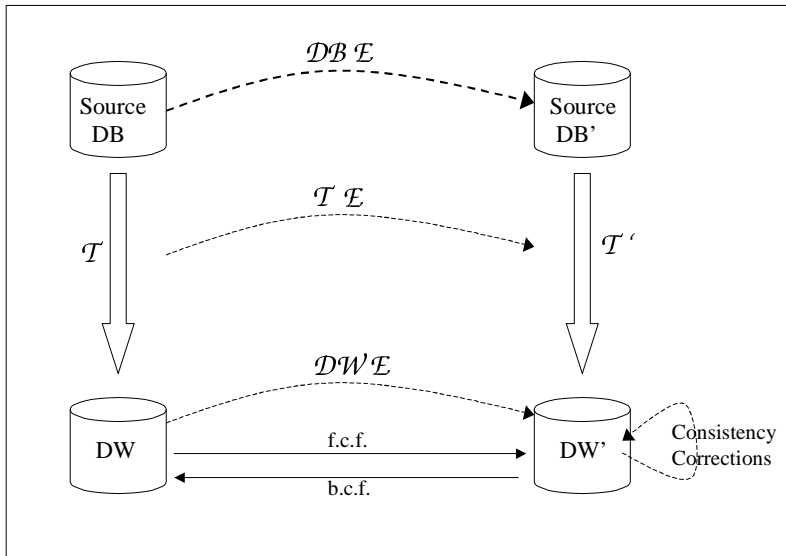 DB E
Source
DB
Source
DB’
T E
T
T ‘
DW E
DW
f.c.f.
b.c.f.
DW’
Consistency
Corrections